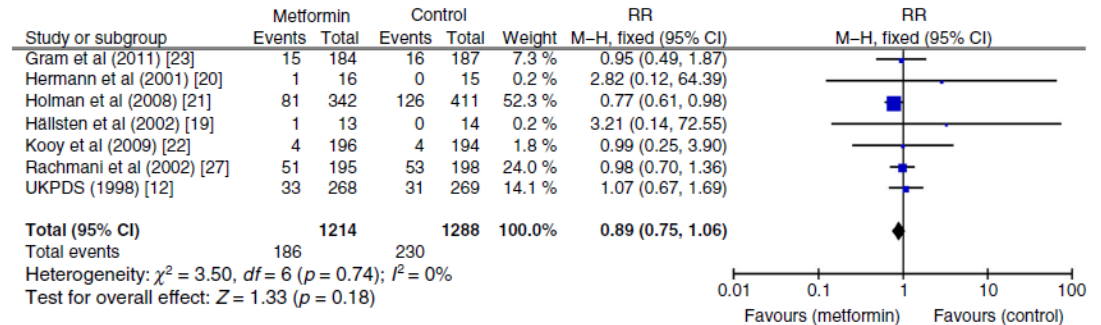 Metformin Control RR RR
Study or subgroup Events Total Events Total Weight M–H, fixed (95% CI) M–H, fixed (95% CI)
Gram et al (2011) [23] 15 184 16 187 7.3 % 0.95 (0.49, 1.87)
Hermann et al (2001) [20] 1 16 0 15 0.2 % 2.82 (0.12, 64.39)
Holman et al (2008) [21] 81 342 126 411 52.3 % 0.77 (0.61, 0.98)
Hällsten et al (2002) [19] 1 13 0 14 0.2 % 3.21 (0.14, 72.55)
Kooy et al (2009) [22] 4 196 4 194 1.8 % 0.99 (0.25, 3.90)
Rachmani et al (2002) [27] 51 195 53 198 24.0 % 0.98 (0.70, 1.36)
UKPDS (1998) [12] 33 268 31 269 14.1 % 1.07 (0.67, 1.69)
Total (95% CI) 1214 1288 100.0% 0.89 (0.75, 1.06)
Total events 186 230
Heterogeneity: χ² = 3.50, df = 6 (p = 0.74); I² = 0%
Test for overall effect: Z = 1.33 (p = 0.18)
0.01 0.1 1 10 100
Favours (metformin) Favours (control)